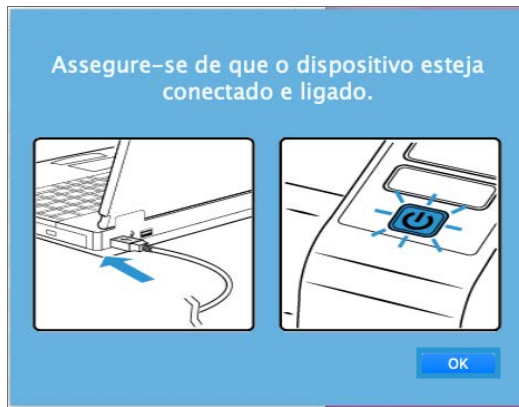 Assegure-se de que o dispositivo esteja
conectado e ligado.
OK